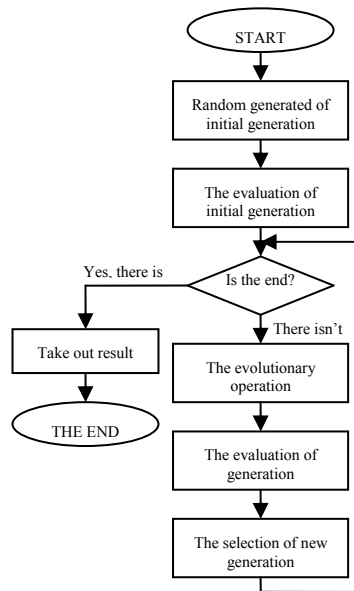 START
Random generated of
initial generation
The evaluation of
initial generation
Yes, there is
Is the end?
There isn't
Take out result
The evolutionary
operation
THE END
The evaluation of
generation
The selection of new
generation